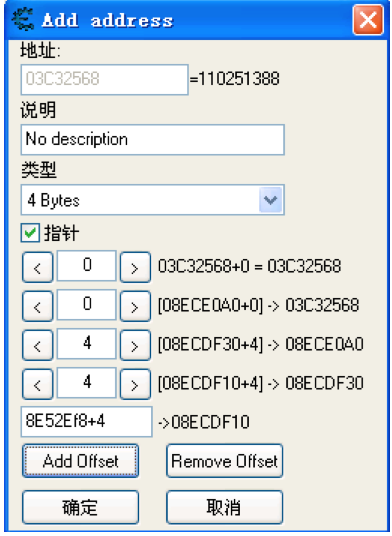 Add address
地址:
03C32568 =110251388
说明
No description
类型
4 Bytes
指针
< 0 > 03C32568+0 = 03C32568
< 0 > [08ECE0A0+0] -> 03C32568
< 4 > [08ECDF30+4] -> 08ECE0A0
< 4 > [08ECDF10+4] -> 08ECDF30
8E52Ef8+4 ->08ECDF10
Add Offset Remove Offset
确定 取消